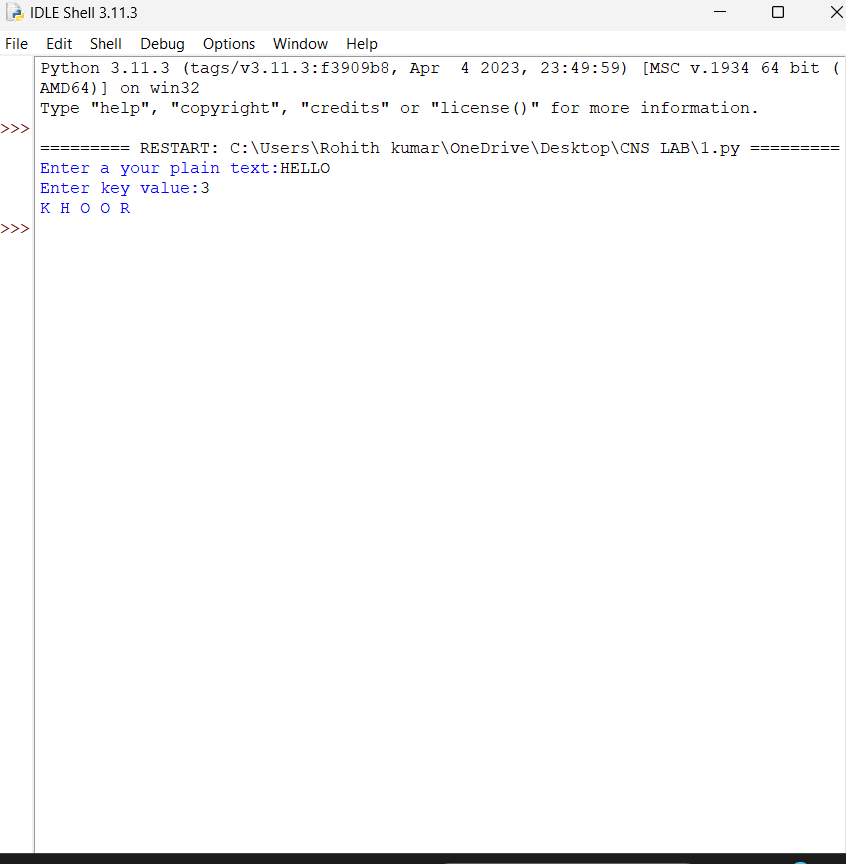 IDLE Shell 3.11.3
File Edit Shell Debug Options Window Help
Python 3.11.3 (tags/v3.11.3:f3909b8, Apr  4 2023, 23:49:59) [MSC v.1934 64 bit (
AMD64)] on win32
Type "help", "copyright", "credits" or "license()" for more information.
>>>
========= RESTART: C:\Users\Rohith kumar\OneDrive\Desktop\CNS LAB\1.py =========
Enter a your plain text:HELLO
Enter key value:3
K H O O R
>>>